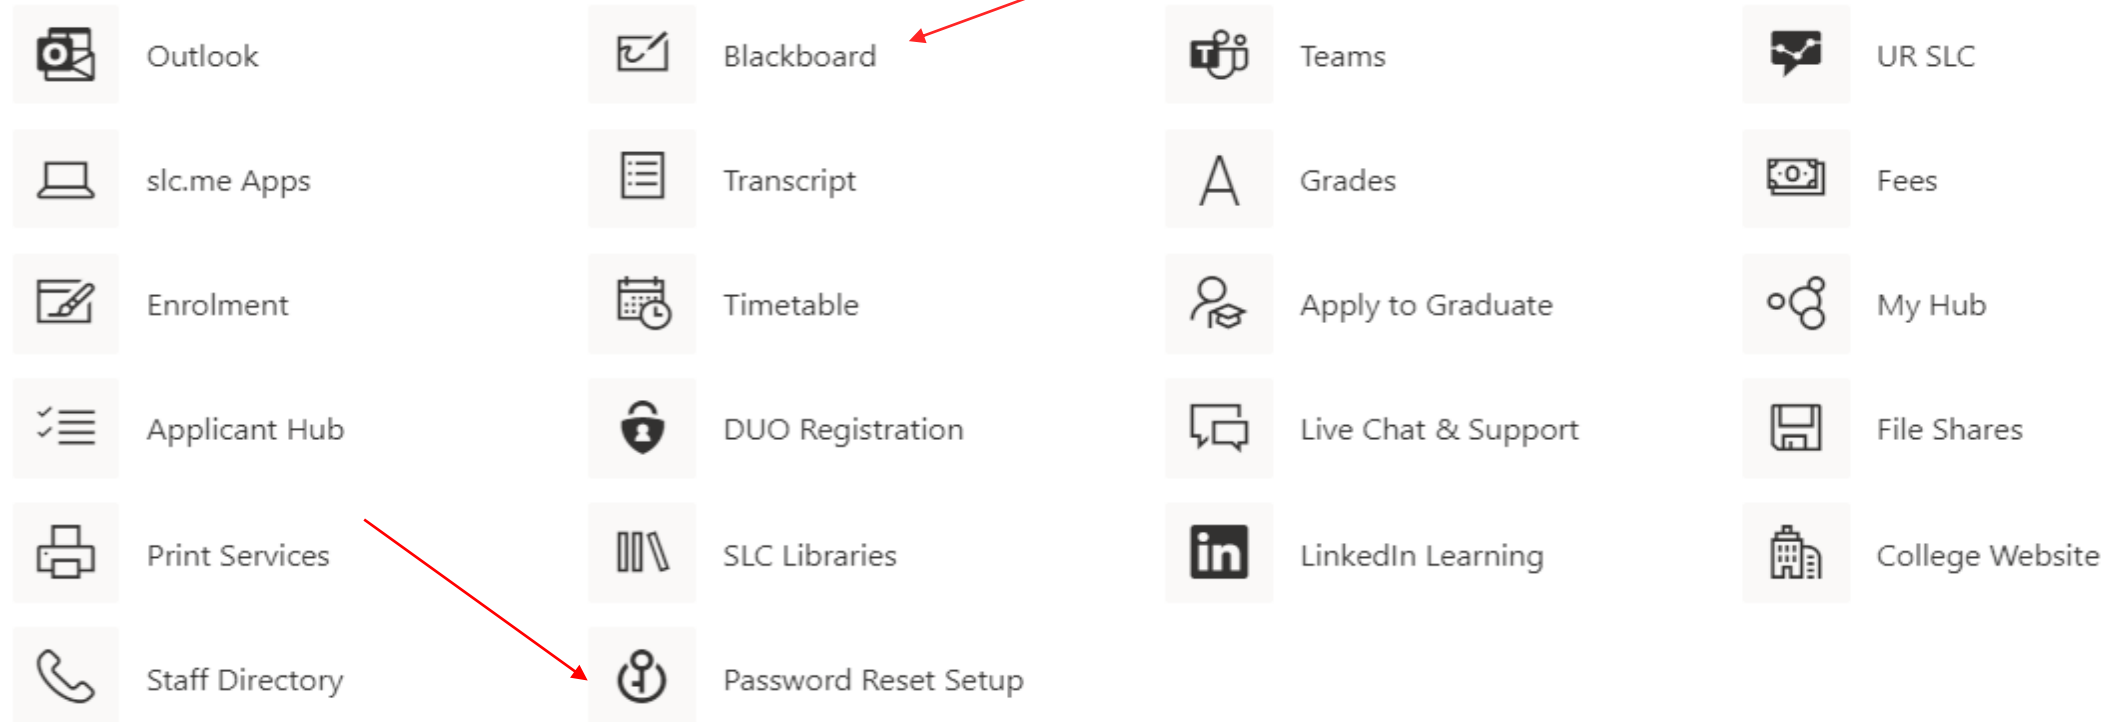 Outlook
Blackboard
Teams
UR SLC
slc.me Apps
Transcript
Grades
Fees
Enrolment
Timetable
Apply to Graduate
My Hub
Applicant Hub
DUO Registration
Live Chat & Support
File Shares
Print Services
SLC Libraries
LinkedIn Learning
College Website
Staff Directory
Password Reset Setup